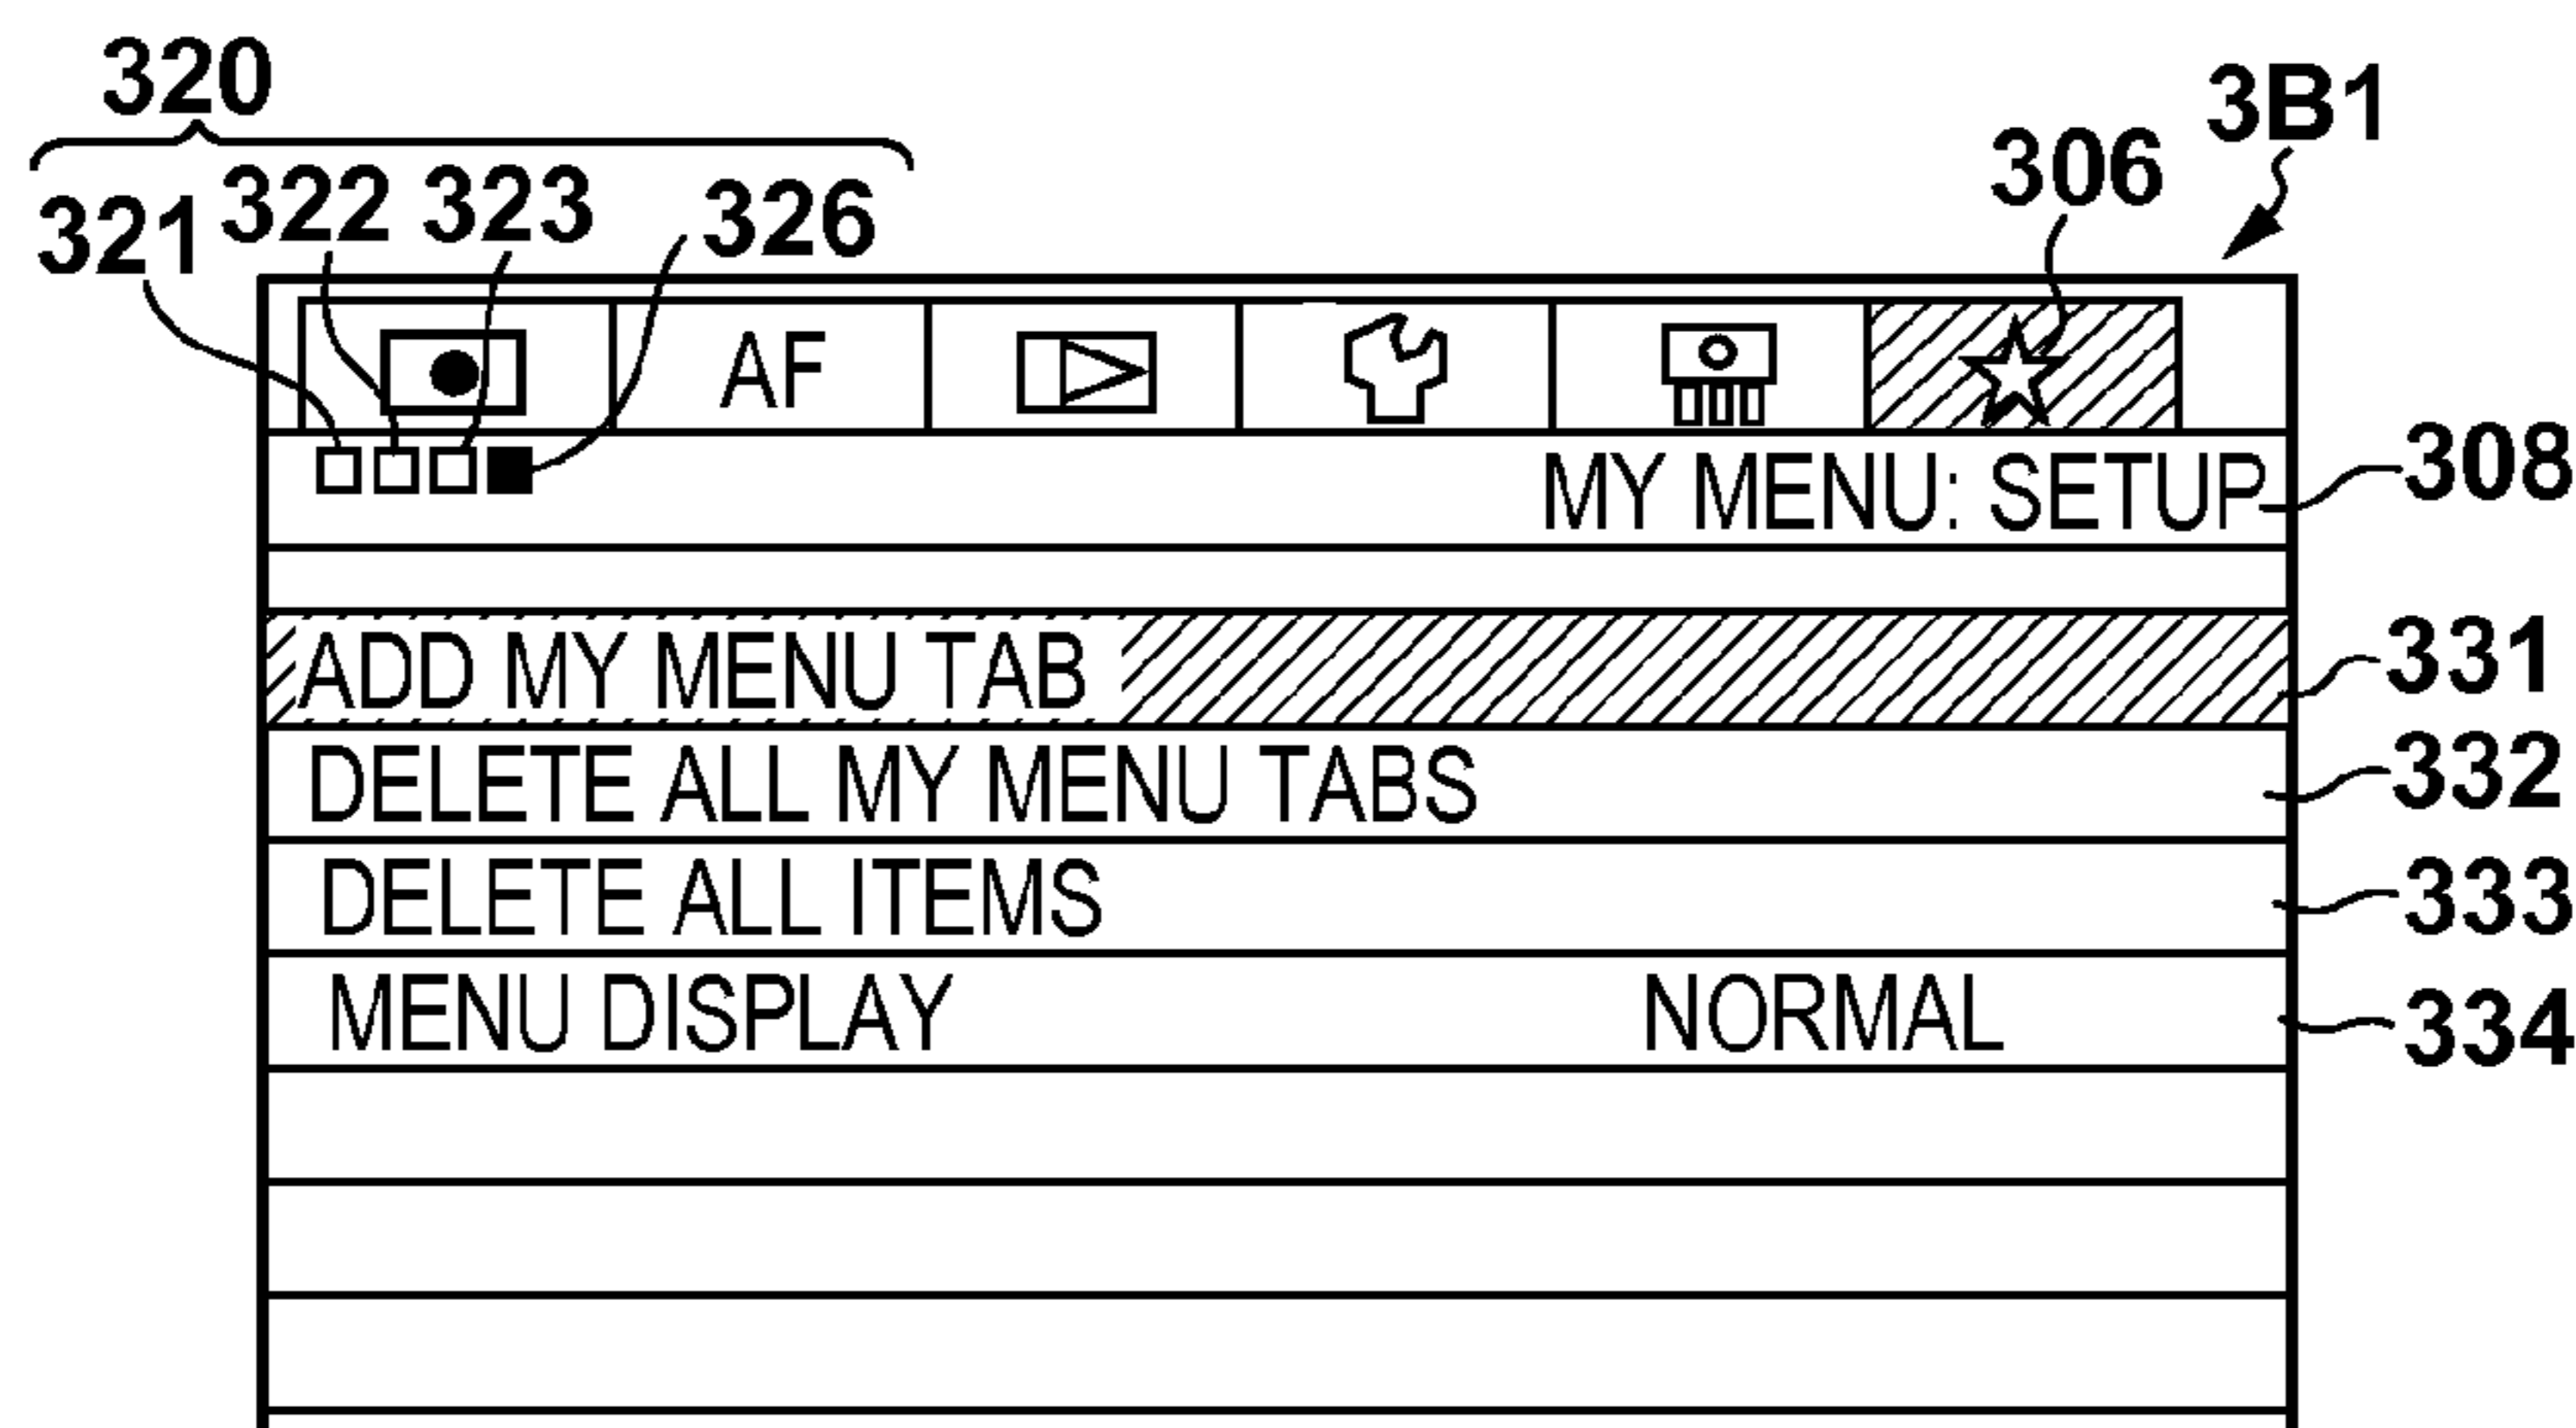 320
3B1
321 322 323 326
306
AF
MY MENU: SETUP 308
ADD MY MENU TAB 331
DELETE ALL MY MENU TABS 332
DELETE ALL ITEMS 333
MENU DISPLAY NORMAL 334